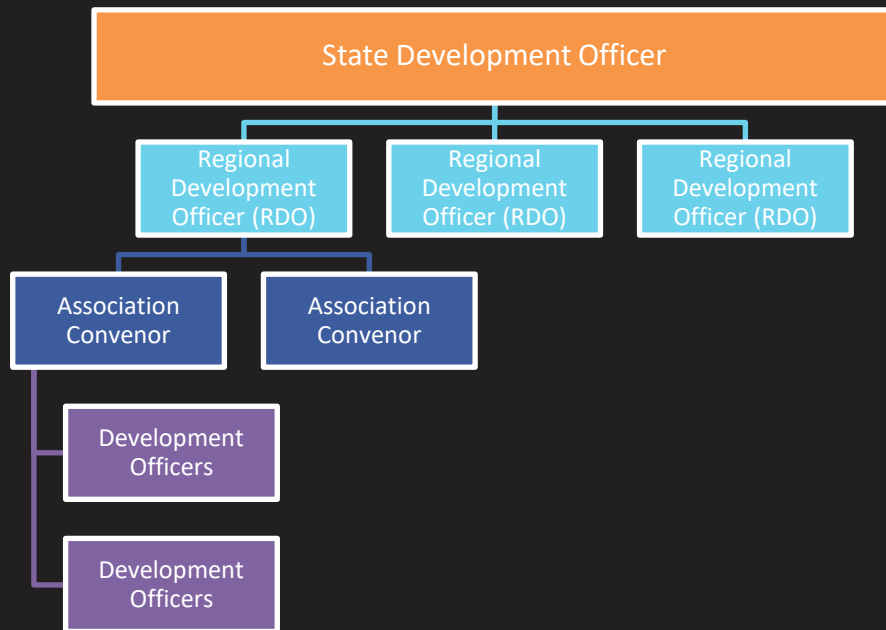 State Development Officer
Regional
Development
Officer (RDO)
Regional
Development
Officer (RDO)
Regional
Development
Officer (RDO)
Association
Convenor
Association
Convenor
Development
Officers
Development
Officers